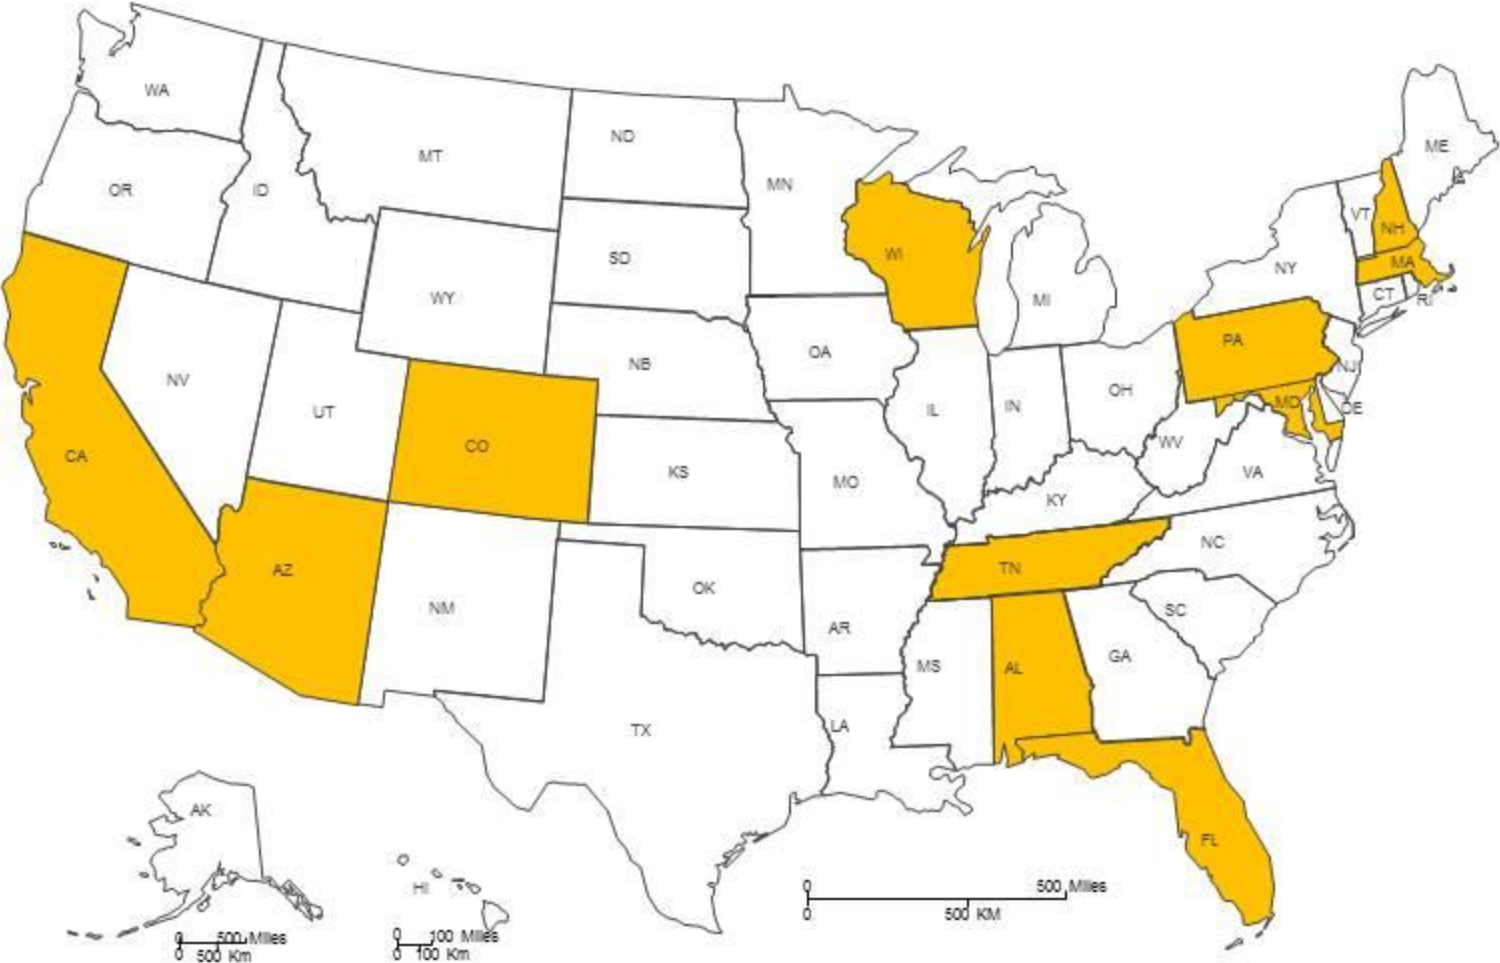 WA
ME
ND
MT
MN
OR
ID
VT
NH
WI
SD
MA
NY
WY
MI
CT
RI
PA
OA
NB
NJ
NV
OH
UT
IL
IN
MD
DE
CO
WV
CA
KS
VA
MO
KY
NC
AZ
TN
OK
NM
SC
AR
GA
MS
AL
TX
LA
AK
FL
HI
0 500 Miles
0 500 KM
0 500 Miles
0 500 Km
0 100 Miles
0 100 Km